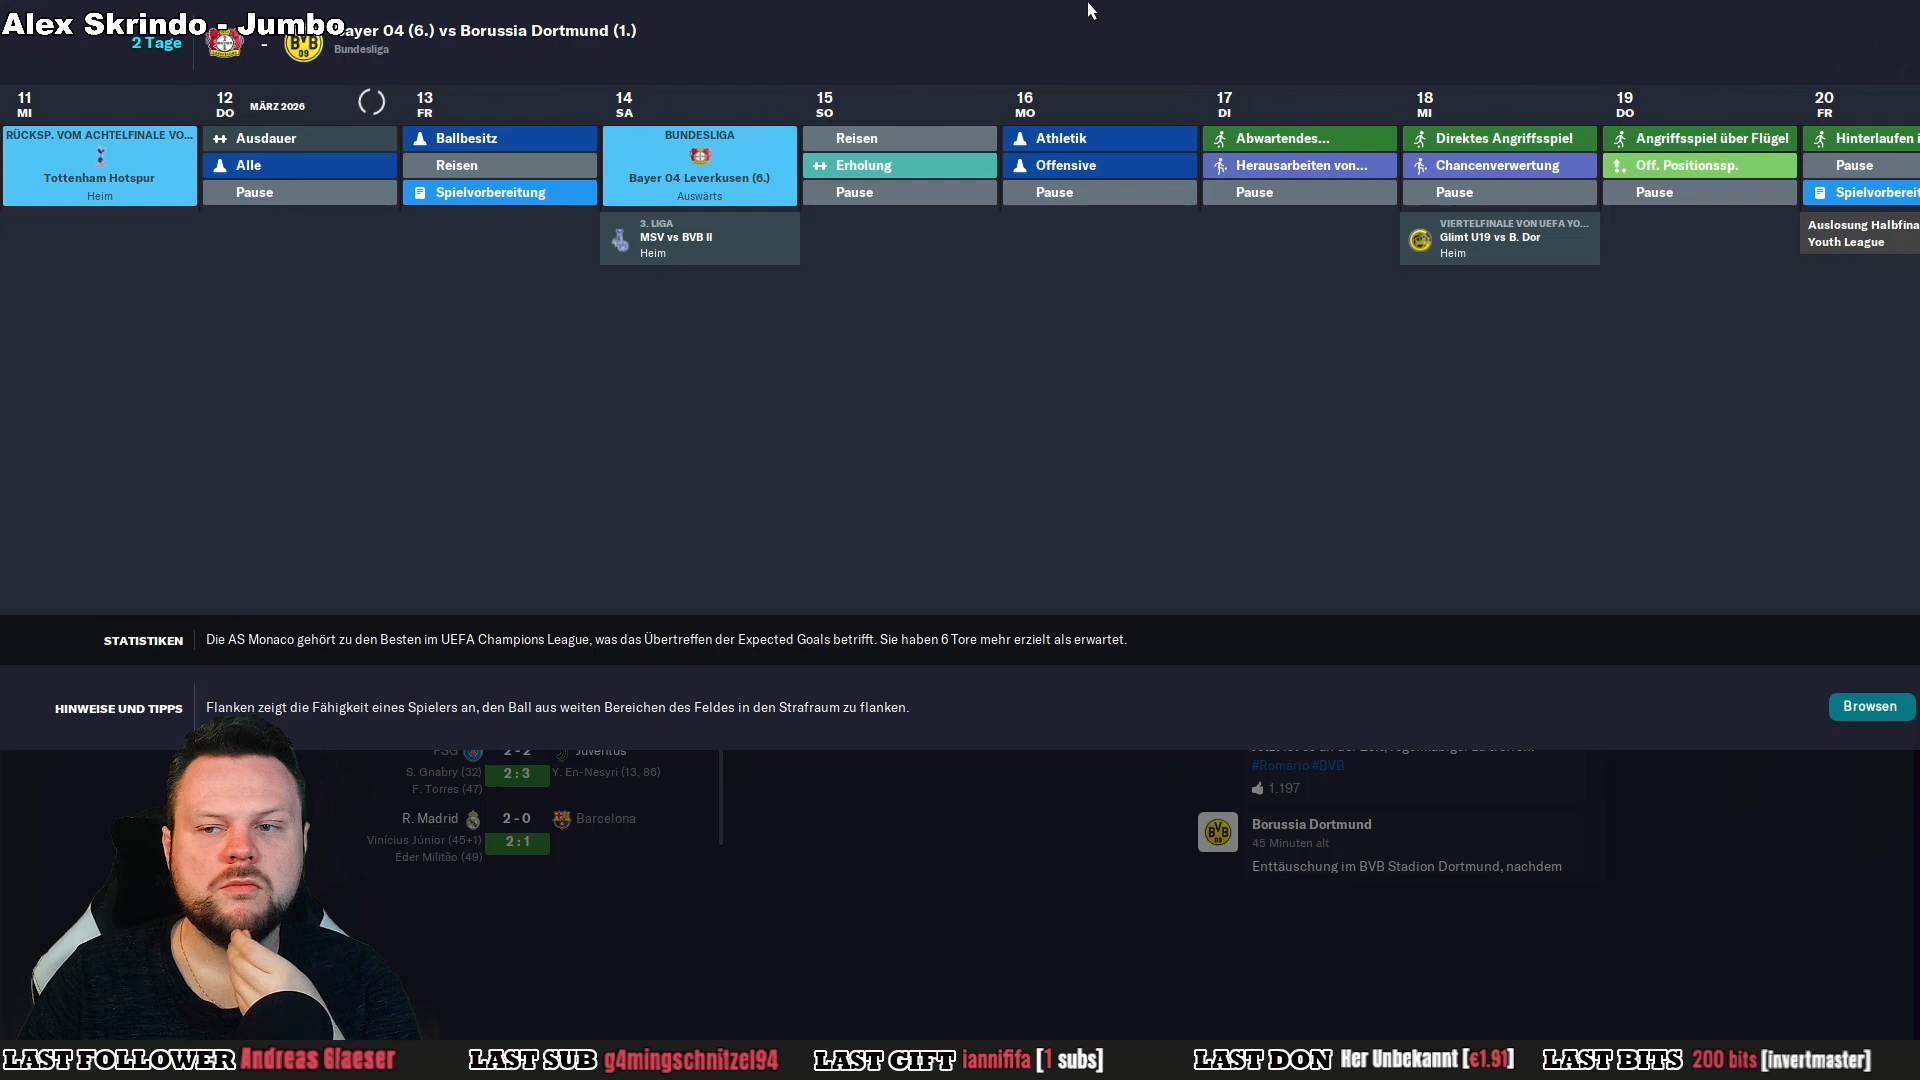 Alex Skrindo - Jumbo
2 Tage
-
ayer 04 (6.) vs Borussia Dortmund (1.)
Bundesliga
11
MI
12
DO
MÄRZ 2026
13
FR
14
SA
15
SO
16
MO
17
DI
18
MI
19
DO
20
FR
RÜCKSP. VOM ACHTELFINALE VO...
Tottenham Hotspur
Heim
Ausdauer
Alle
Pause
Ballbesitz
Reisen
Spielvorbereitung
BUNDESLIGA
Bayer 04 Leverkusen (6.)
Auswärts
3. LIGA
MSV vs BVB II
Heim
Reisen
Erholung
Pause
Athletik
Offensive
Pause
Abwartendes...
Herausarbeiten von...
Pause
Direktes Angriffsspiel
Chancenverwertung
Pause
VIERTELFINALE VON UEFA YO...
Glimt U19 vs B. Dor
Heim
Angriffsspiel über Flügel
Off. Positionssp.
Pause
Hinterlaufen i
Pause
Spielvorbereit
Auslosung Halbfina
Youth League
STATISTIKEN
Die AS Monaco gehört zu den Besten im UEFA Champions League, was das Übertreffen der Expected Goals betrifft. Sie haben 6 Tore mehr erzielt als erwartet.
HINWEISE UND TIPPS
Flanken zeigt die Fähigkeit eines Spielers an, den Ball aus weiten Bereichen des Feldes in den Strafraum zu flanken.
Browsen
PSG 2 - 2 Juventus
S. Gnabry (32) 2 : 3 Y. En-Nesyri (13, 86)
F. Torres (47)
R. Madrid 2 - 0 Barcelona
Vinícius Júnior (45+1) 2 : 1
Éder Militão (49)
#Romário #BVB
1.197
Borussia Dortmund
45 Minuten alt
Enttäuschung im BVB Stadion Dortmund, nachdem
LAST FOLLOWER Andreas Glaeser
LAST SUB g4mingschnitzel94
LAST GIFT iannififa [1 subs]
LAST DON Her Unbekannt [€1.91]
LAST BITS 200 bits [invertmaster]